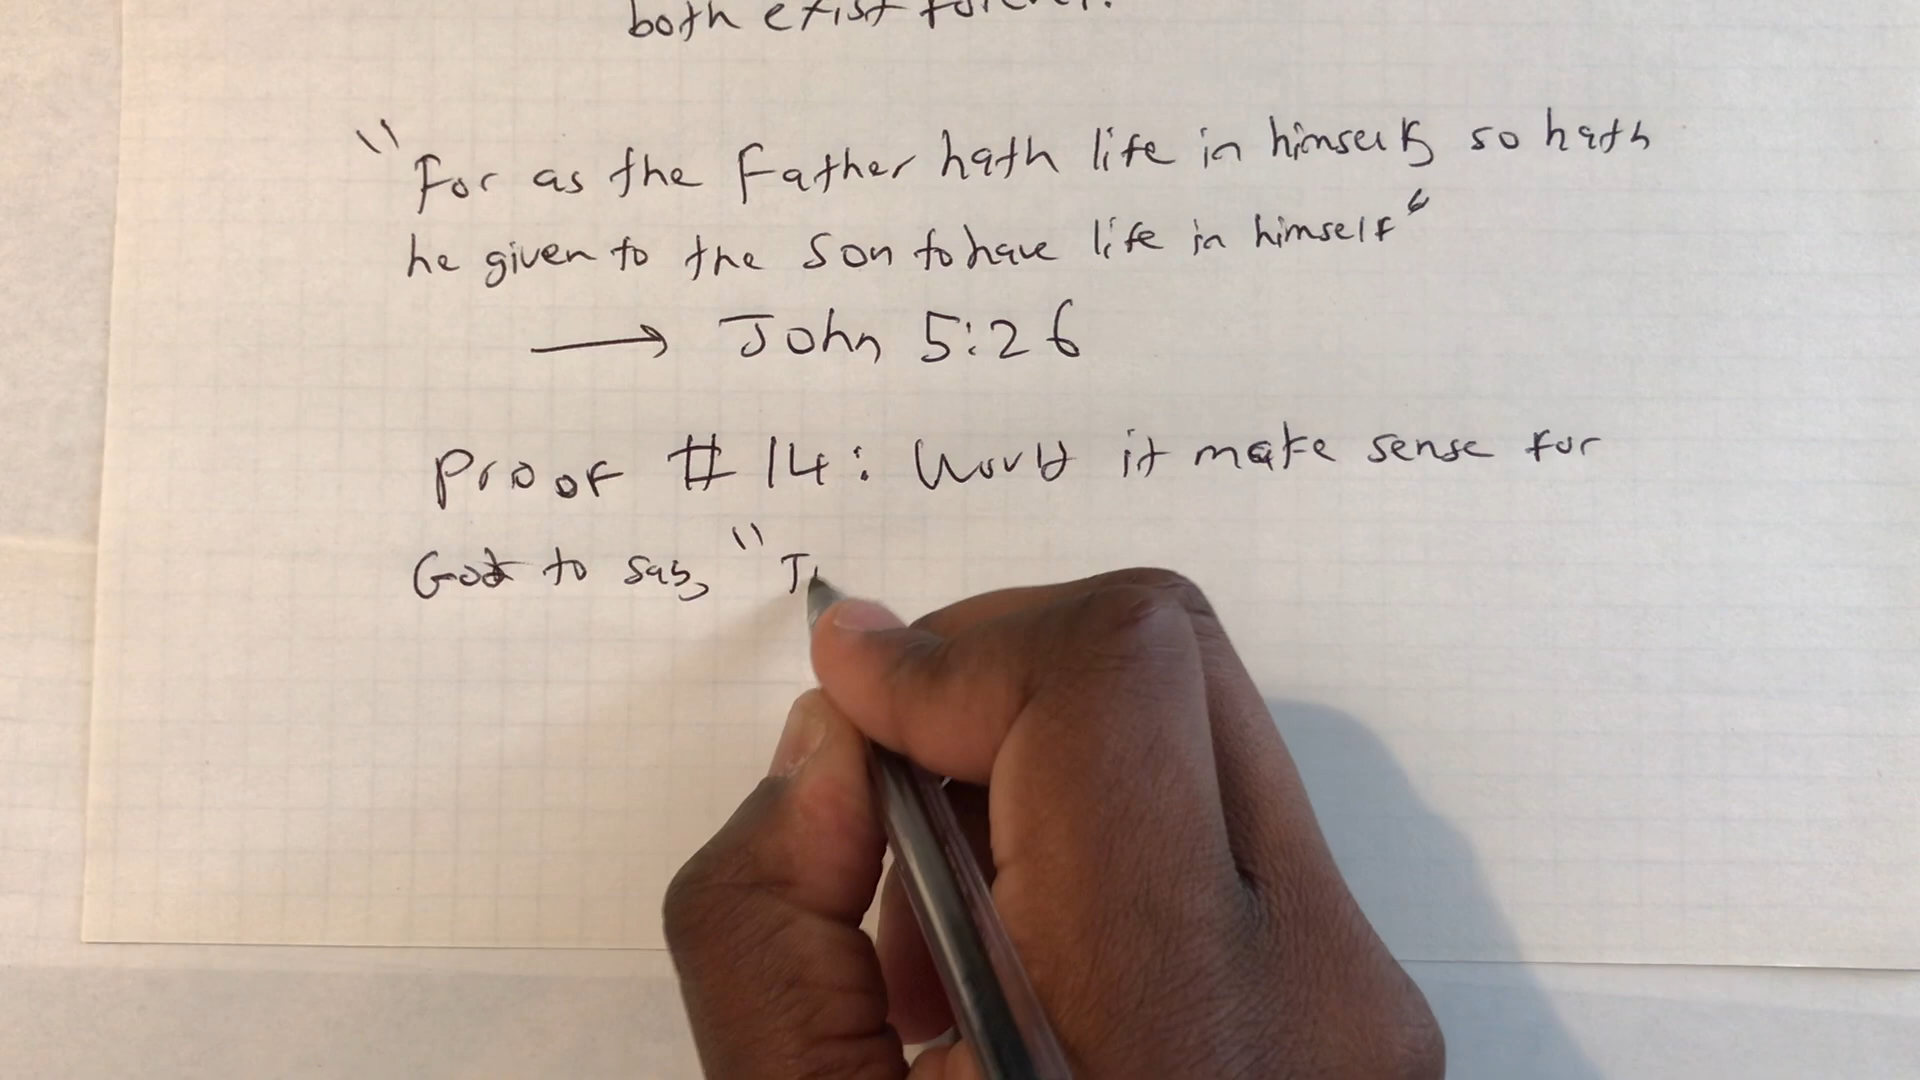 both exist forever.
"For as the Father hath life in himself, so hath
he given to the Son to have life in himself"
→ John 5:26
Proof #14: Would it make sense for
God to say, "I